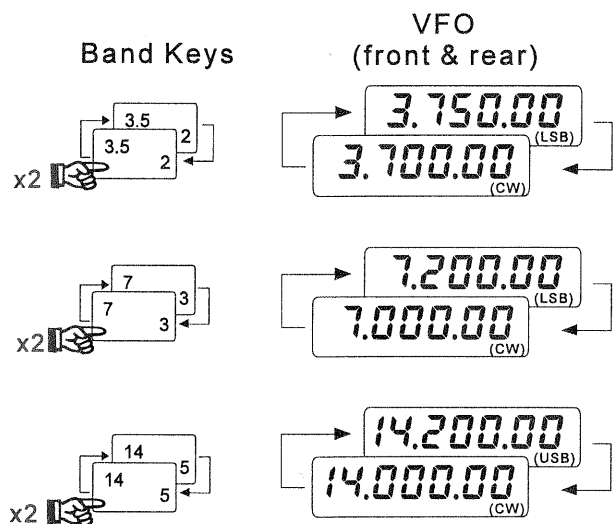 Band Keys
VFO
(front & rear)
3.5
2
3.5
2
x2
3.750.00
(LSB)
3.700.00
(CW)
7
3
7
3
x2
7.200.00
(LSB)
7.000.00
(CW)
14
5
14
5
x2
14.200.00
(USB)
14.000.00
(CW)